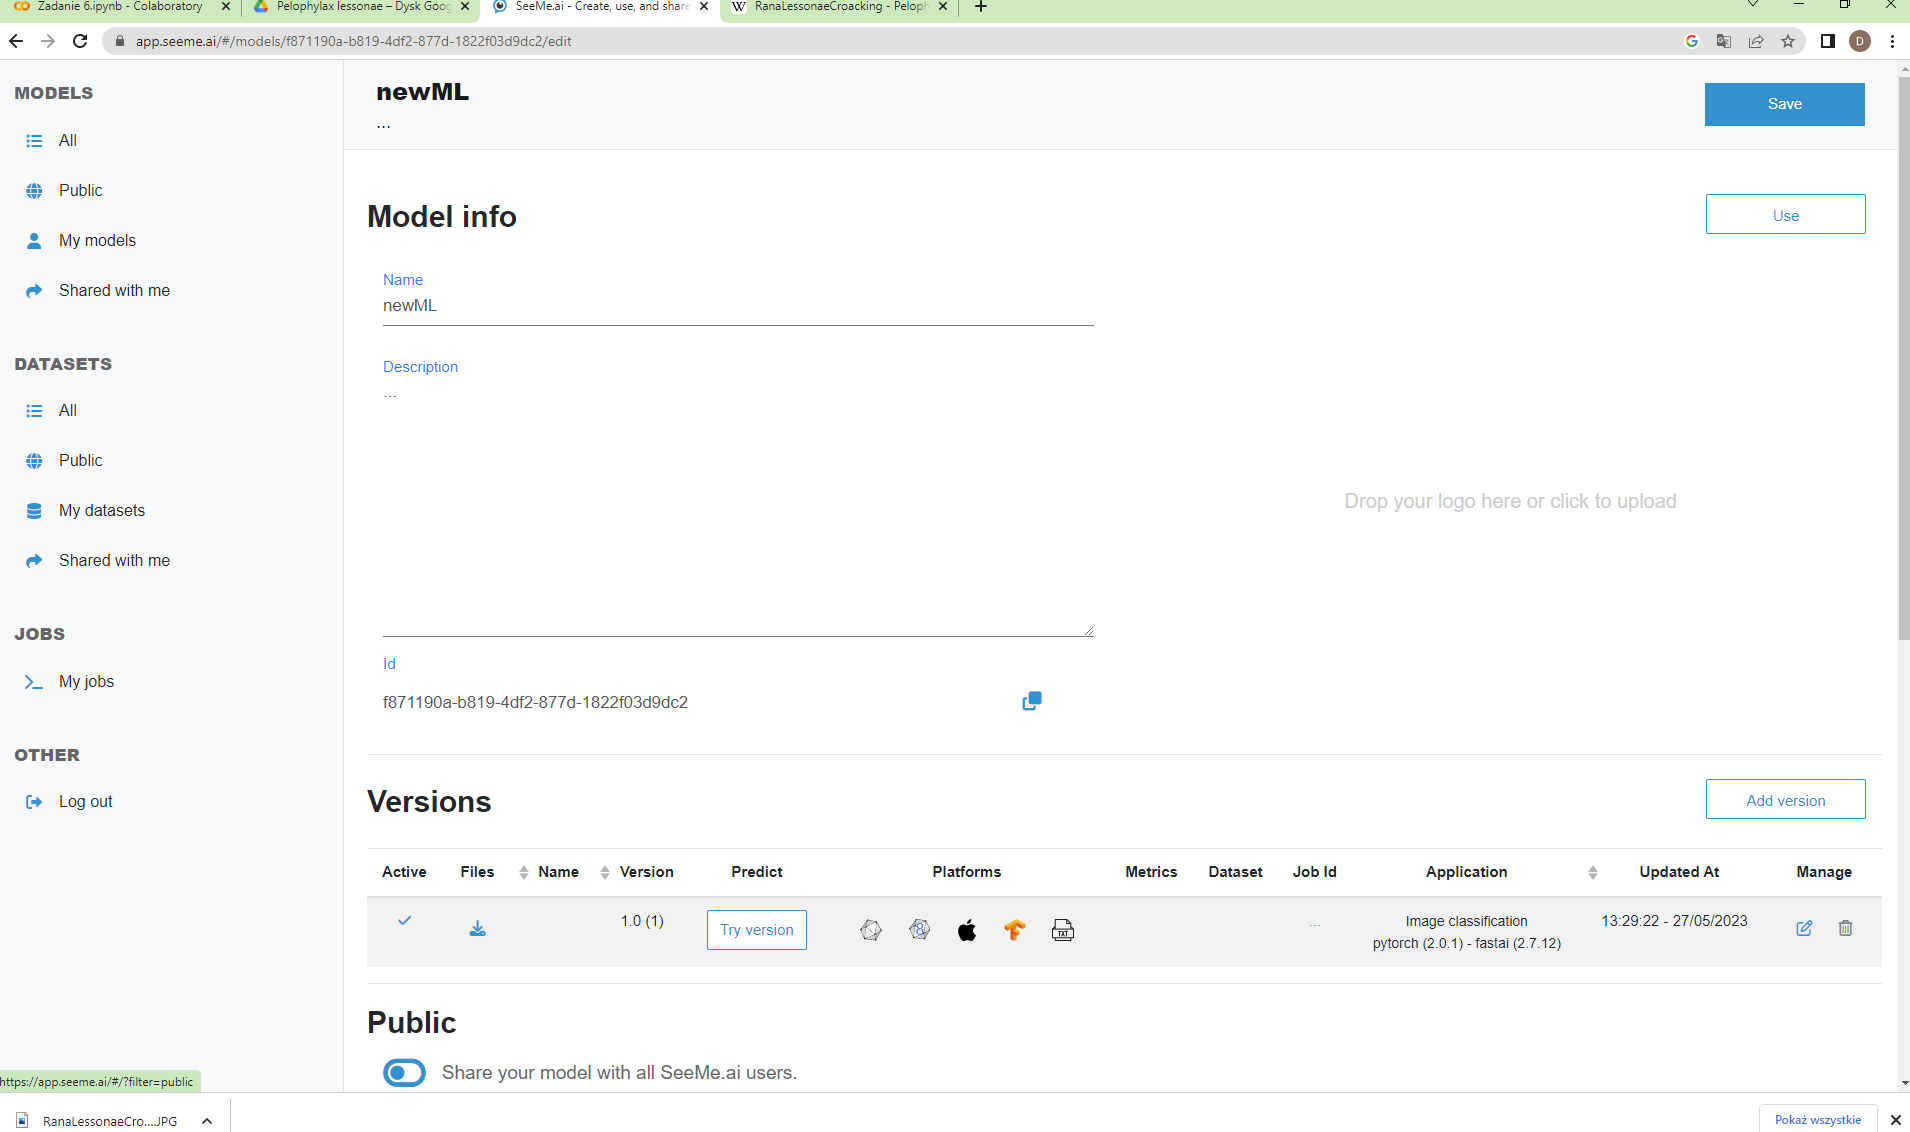 Zadanie 6.ipynb - Colaboratory
Pelophylax lessonae – Dysk Goog
SeeMe.ai - Create, use, and share
W
RanaLessonaeCroacking - Peloph
app.seeme.ai/#/models/f871190a-b819-4df2-877d-1822f03d9dc2/edit
D
MODELS
All
Public
My models
Shared with me
DATASETS
All
Public
My datasets
Shared with me
JOBS
My jobs
OTHER
Log out
newML
...
Save
Model info
Use
Name
newML
Description
...
Drop your logo here or click to upload
Id
f871190a-b819-4df2-877d-1822f03d9dc2
Versions
Add version
Active Files Name Version Predict Platforms Metrics Dataset Job Id Application Updated At Manage
1.0 (1) Try version TXT ... Image classification 13:29:22 - 27/05/2023
pytorch (2.0.1) - fastai (2.7.12)
Public
Share your model with all SeeMe.ai users.
https://app.seeme.ai/#/?filter=public
RanaLessonaeCro....JPG
Pokaż wszystkie